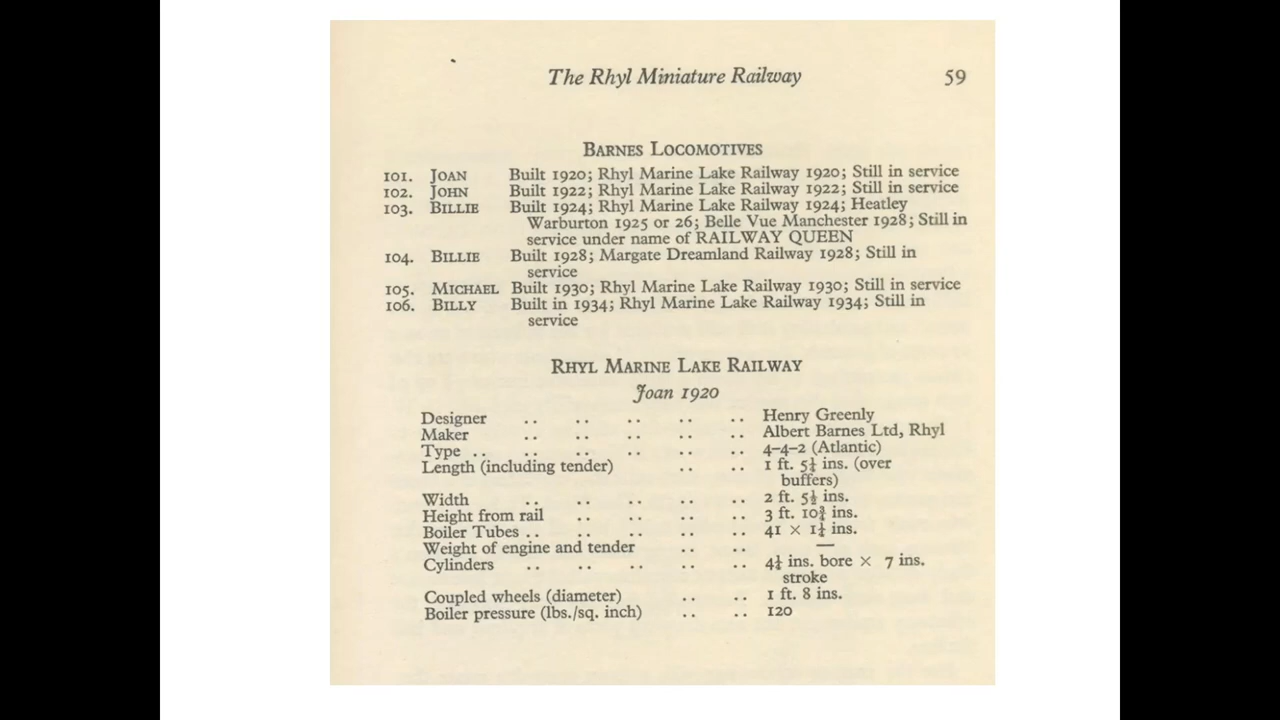 The Rhyl Miniature Railway 59
BARNES LOCOMOTIVES
101. JOAN Built 1920; Rhyl Marine Lake Railway 1920; Still in service
102. JOHN Built 1922; Rhyl Marine Lake Railway 1922; Still in service
103. BILLIE Built 1924; Rhyl Marine Lake Railway 1924; Heatley
Warburton 1925 or 26; Belle Vue Manchester 1928; Still in
service under name of RAILWAY QUEEN
104. BILLIE Built 1928; Margate Dreamland Railway 1928; Still in
service
105. MICHAEL Built 1930; Rhyl Marine Lake Railway 1930; Still in service
106. BILLY Built in 1934; Rhyl Marine Lake Railway 1934; Still in
service
RHYL MARINE LAKE RAILWAY
Joan 1920
Designer .. .. .. .. .. Henry Greenly
Maker .. .. .. .. .. Albert Barnes Ltd, Rhyl
Type .. .. .. .. .. .. 4-4-2 (Atlantic)
Length (including tender) .. .. 1 ft. 5¼ ins. (over
buffers)
Width .. .. .. .. .. 2 ft. 5½ ins.
Height from rail .. .. .. .. 3 ft. 10¾ ins.
Boiler Tubes .. .. .. .. .. 41 × 1¼ ins.
Weight of engine and tender .. .. —
Cylinders .. .. .. .. .. 4¼ ins. bore × 7 ins.
stroke
Coupled wheels (diameter) .. .. 1 ft. 8 ins.
Boiler pressure (lbs./sq. inch) .. .. 120